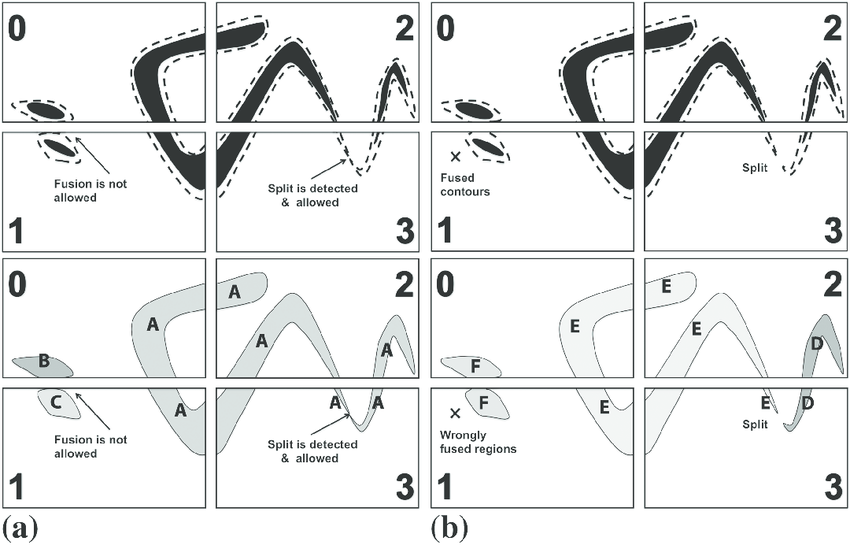 0
2
0
2
Fusion is not
allowed
Split is detected
& allowed
1
3
×
Fused
contours
Split
1
3
0
A
2
0
E
2
A
A
A
E
E
D
B
F
C
A
A
A
F
E
E
D
Fusion is not
allowed
Split is detected
& allowed
×
Wrongly
fused regions
Split
1
3
1
3
(a)
(b)